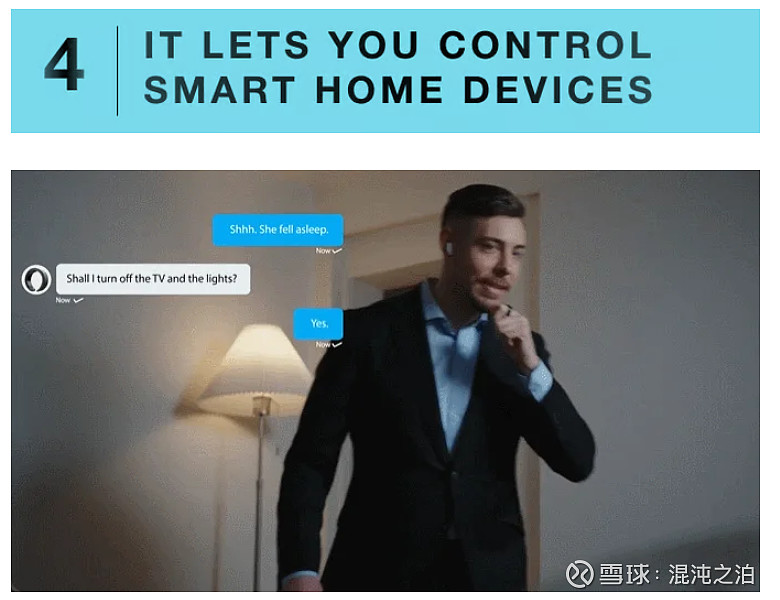 4
IT LETS YOU CONTROL
SMART HOME DEVICES
Shhh. She fell asleep.
Now
Shall I turn off the TV and the lights?
Now
Yes.
Now
雪球：混沌之泊